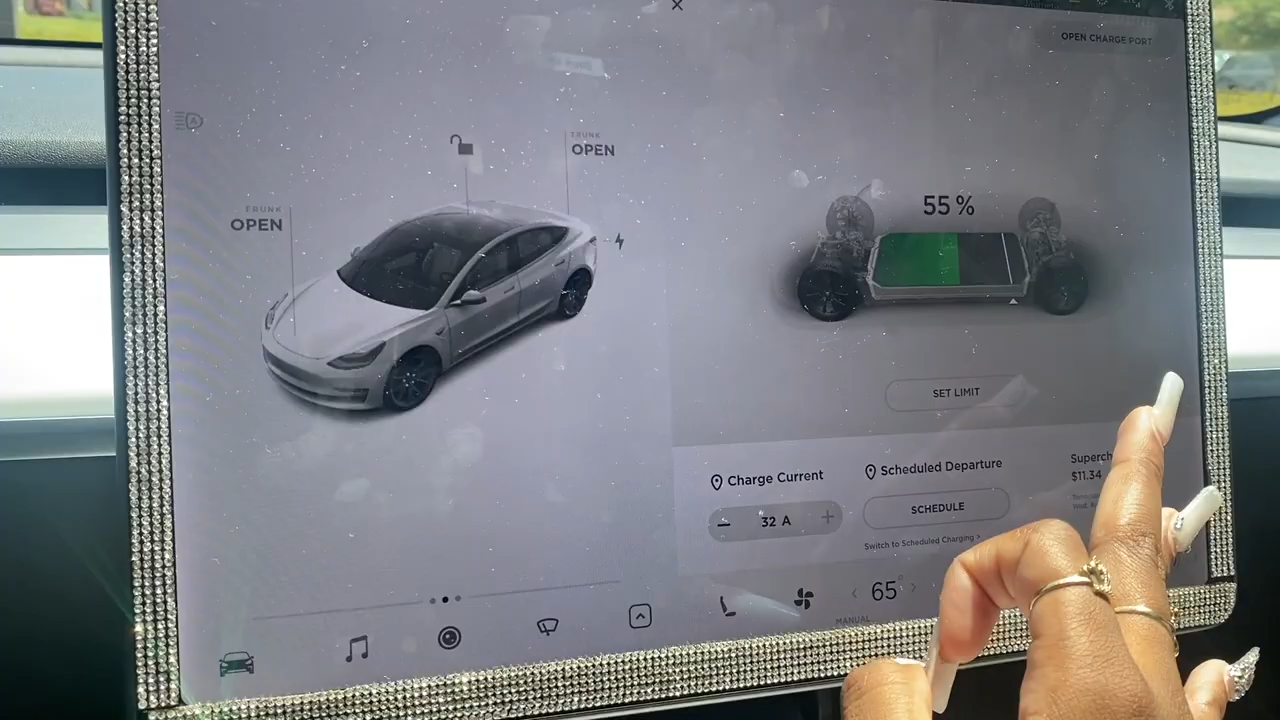 OPEN CHARGE PORT
TRUNK
OPEN
FRUNK
OPEN
55 %
SET LIMIT
Charge Current
32 A
Scheduled Departure
SCHEDULE
Switch to Scheduled Charging >
Superch
$11.34
65°
MANUAL